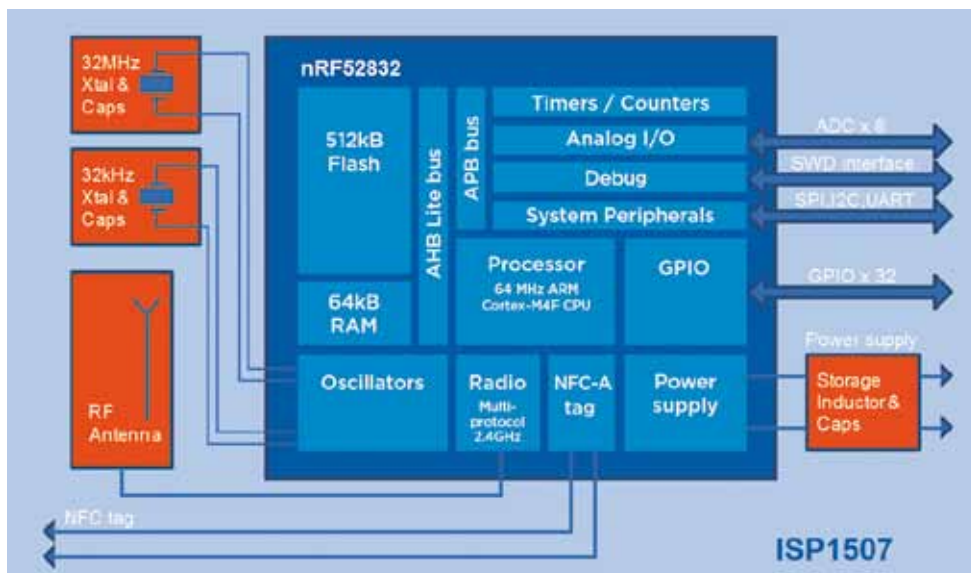 32MHz
Xtal &
Caps
32kHz
Xtal &
Caps
RF
Antenna
nRF52832
512kB
Flash
64kB
RAM
AHB Lite bus
APB bus
Timers / Counters
Analog I/O
Debug
System Peripherals
Processor
64 MHz ARM
Cortex-M4F CPU
GPIO
Oscillators
Radio
Multi-
protocol
2.4GHz
NFC-A
tag
Power
supply
ADC x 8
SWD interface
SPI,I2C,UART
GPIO x 32
Power supply
Storage
Inductor &
Caps
NFC tag
ISP1507